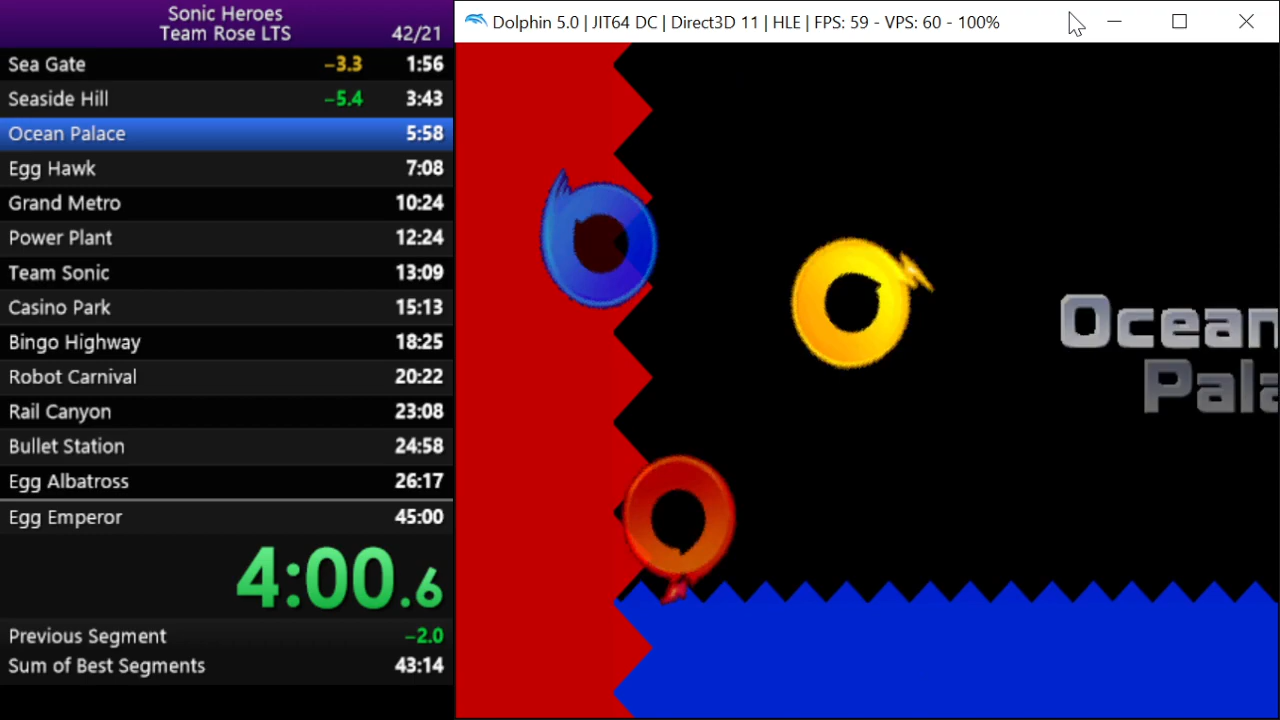 Sonic Heroes
Team Rose LTS 42/21
Sea Gate −3.3 1:56
Seaside Hill −5.4 3:43
Ocean Palace 5:58
Egg Hawk 7:08
Grand Metro 10:24
Power Plant 12:24
Team Sonic 13:09
Casino Park 15:13
Bingo Highway 18:25
Robot Carnival 20:22
Rail Canyon 23:08
Bullet Station 24:58
Egg Albatross 26:17
Egg Emperor 45:00
4:00.6
Previous Segment −2.0
Sum of Best Segments 43:14
Dolphin 5.0 | JIT64 DC | Direct3D 11 | HLE | FPS: 59 - VPS: 60 - 100%
Ocean
Pala